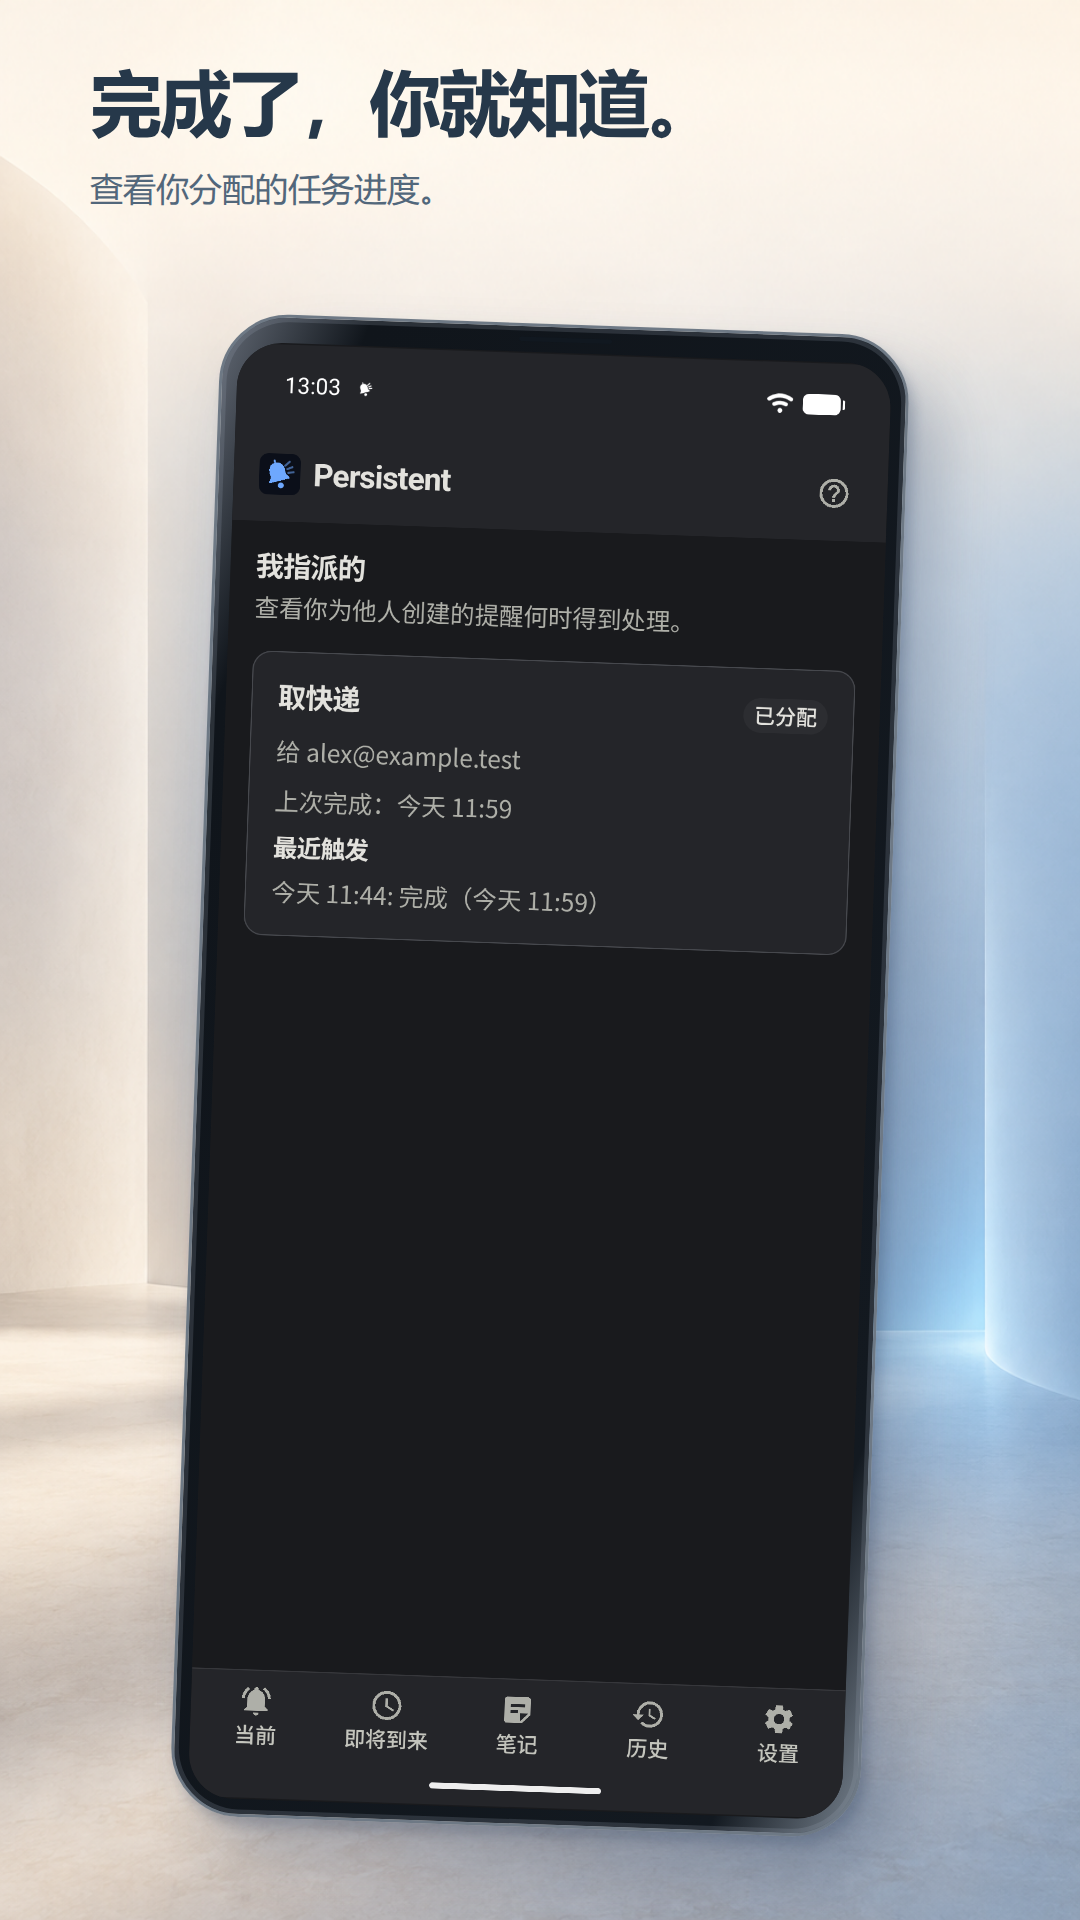 完成了，你就知道。
查看你分配的任务进度。
13:03
Persistent
我指派的
查看你为他人创建的提醒何时得到处理。
取快递
已分配
给 alex@example.test
上次完成：今天 11:59
最近触发
今天 11:44: 完成（今天 11:59）
当前
即将到来
笔记
历史
设置